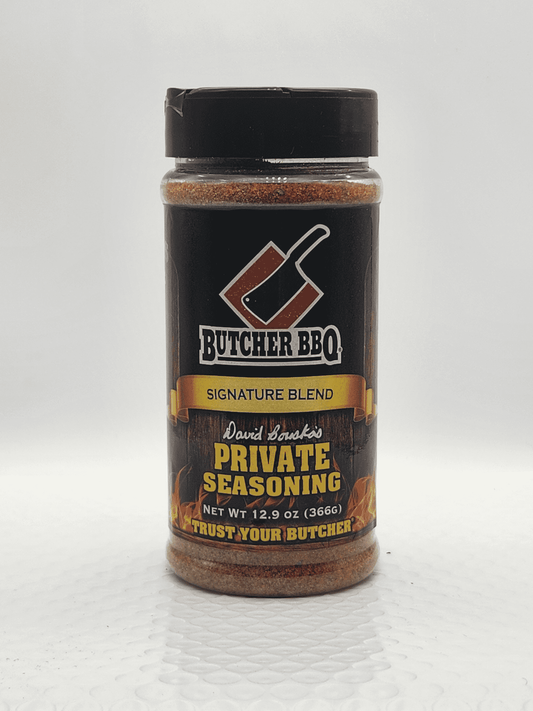 BUTCHER BBQ
SIGNATURE BLEND
David Bouska's
PRIVATE
SEASONING
NET WT 12.9 OZ (366G)
"TRUST YOUR BUTCHER"